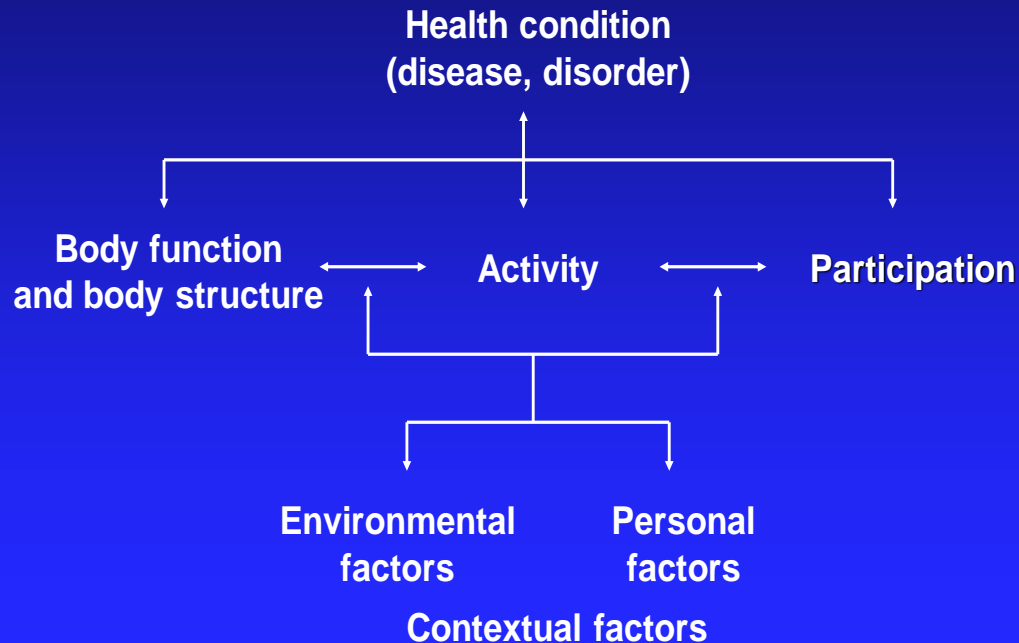 Health condition
(disease, disorder)
Body function
and body structure
Activity
Participation
Environmental
factors
Personal
factors
Contextual factors